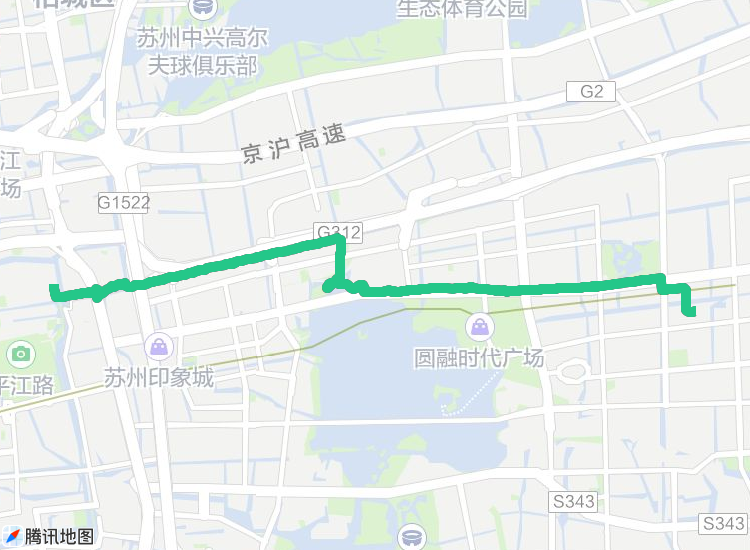 生态体育公园
苏州中兴高尔
夫球俱乐部
G2
京沪高速
江
场
G1522
G312
圆融时代广场
苏州印象城
平江路
S343
S343
腾讯地图